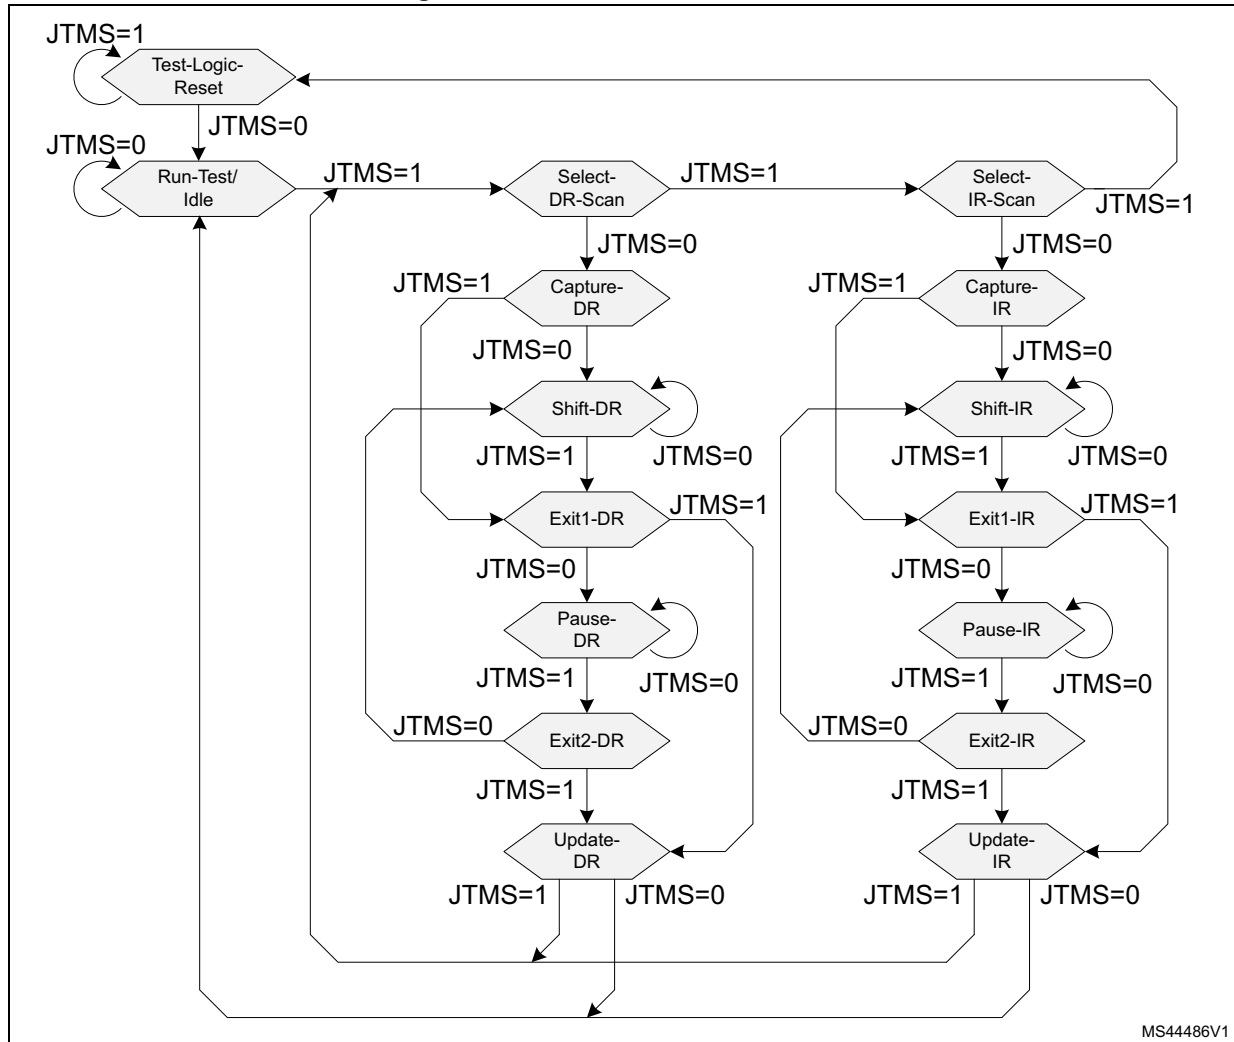 JTMS=1
Test-Logic-
Reset
JTMS=0
JTMS=0
Run-Test/
Idle
JTMS=1
Select-
DR-Scan
JTMS=1
Select-
IR-Scan
JTMS=1
JTMS=0
JTMS=0
JTMS=1
Capture-
DR
JTMS=1
Capture-
IR
JTMS=0
JTMS=0
Shift-DR
Shift-IR
JTMS=1
JTMS=0
JTMS=1
JTMS=0
Exit1-DR
JTMS=1
Exit1-IR
JTMS=1
JTMS=0
JTMS=0
Pause-
DR
Pause-IR
JTMS=1
JTMS=0
JTMS=1
JTMS=0
JTMS=0
Exit2-DR
JTMS=0
Exit2-IR
JTMS=1
JTMS=1
Update-
DR
Update-
IR
JTMS=1
JTMS=0
JTMS=1
JTMS=0
MS44486V1